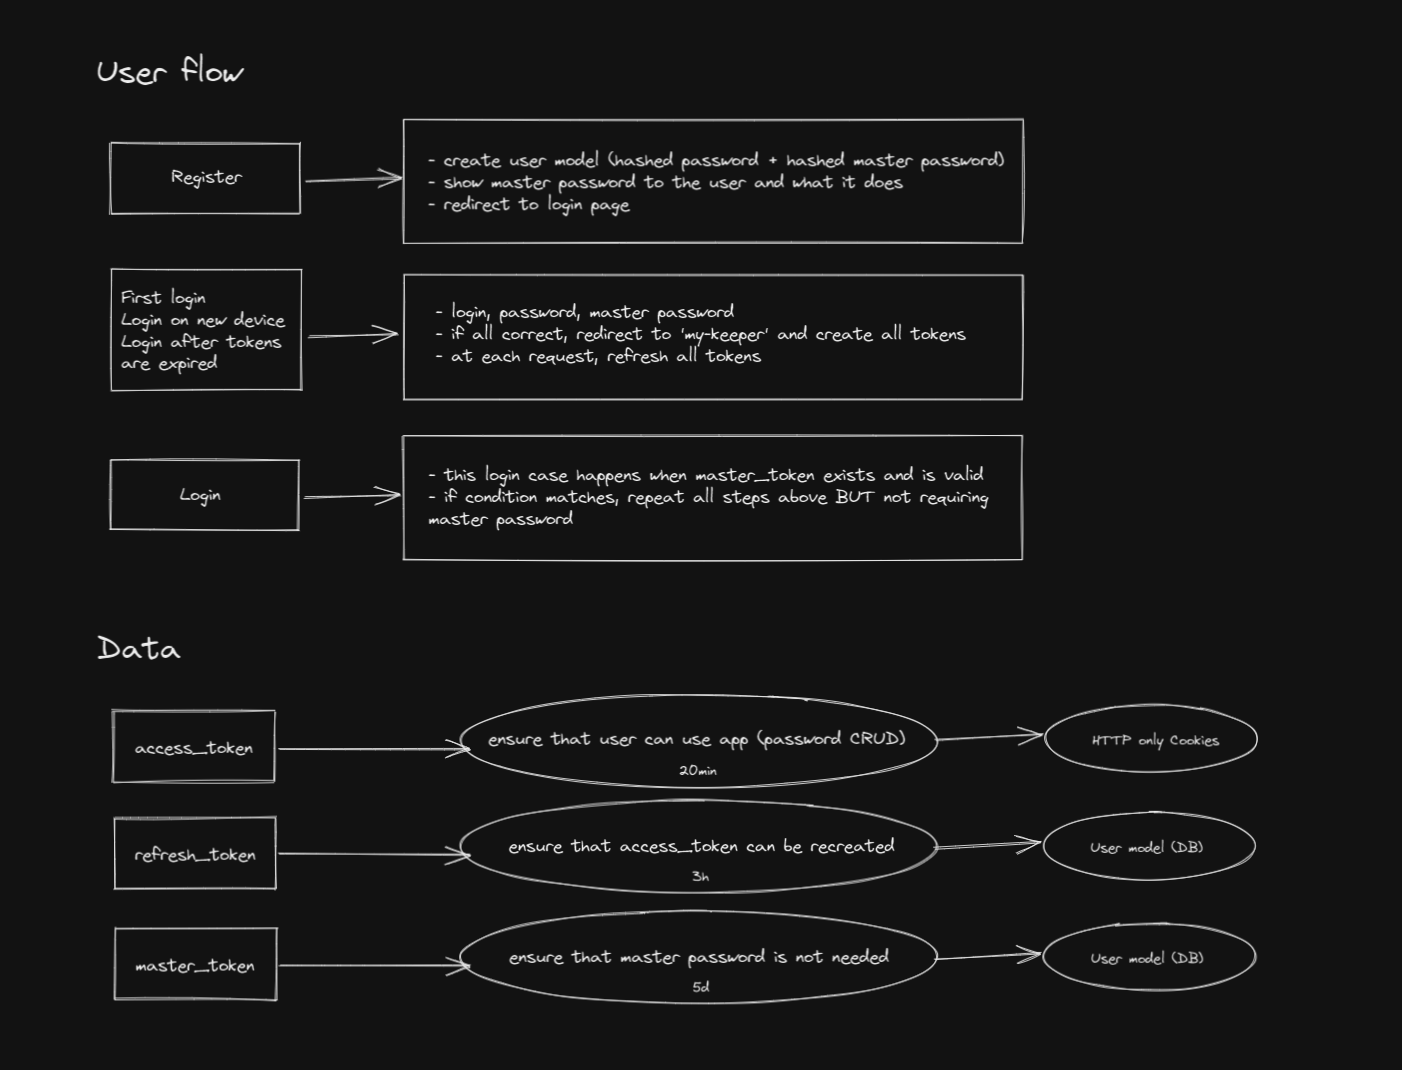 User flow
Register
- create user model (hashed password + hashed master password)
- show master password to the user and what it does
- redirect to login page
First login
Login on new device
Login after tokens
are expired
- login, password, master password
- if all correct, redirect to 'my-keeper' and create all tokens
- at each request, refresh all tokens
Login
- this login case happens when master_token exists and is valid
- if condition matches, repeat all steps above BUT not requiring
master password
Data
access_token
ensure that user can use app (password CRUD)
20min
HTTP only Cookies
refresh_token
ensure that access_token can be recreated
3h
User model (DB)
master_token
ensure that master password is not needed
5d
User model (DB)